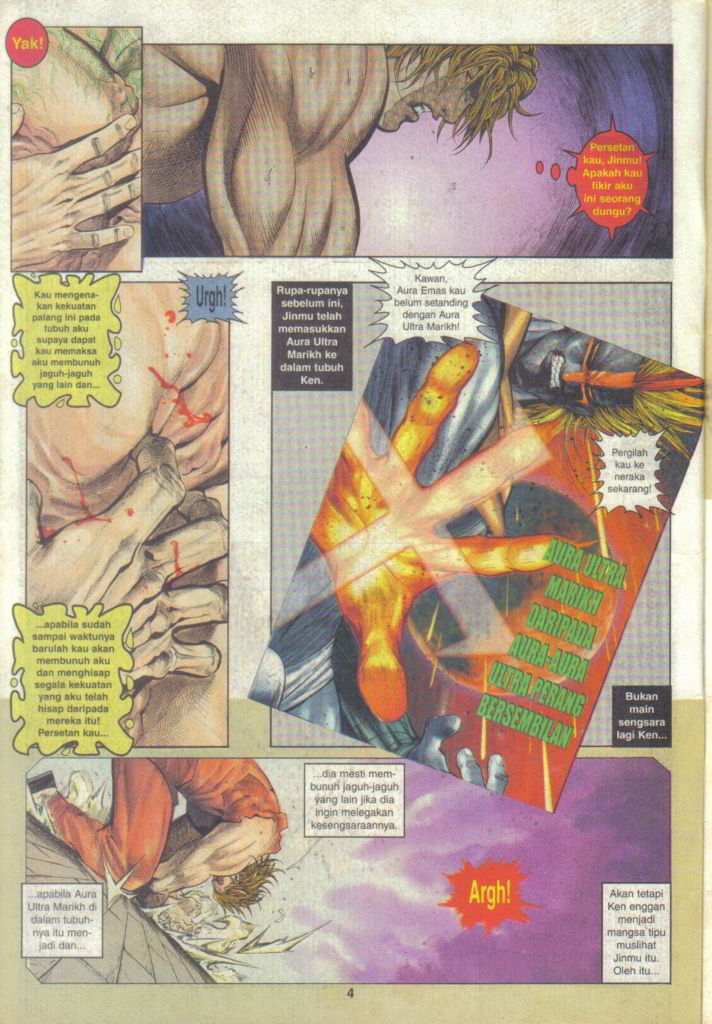 Yak!
Persetan
kau, Jinmu!
Apakah kau
fikir aku
ini seorang
dungu?
Kau mengena-
kan kekuatan
palang ini pada
tubuh aku
supaya dapat
kau memaksa
aku membunuh
jaguh-jaguh
yang lain dan...
Urgh!
...apabila sudah
sampai waktunya
barulah kau akan
membunuh aku
dan menghisap
segala kekuatan
yang aku telah
hisap daripada
mereka itu!
Persetan kau...
Rupa-rupanya
sebelum ini,
Jinmu telah
memasukkan
Aura Ultra
Marikh ke
dalam tubuh
Ken.
Kawan,
Aura Emas kau
belum setanding
dengan Aura
Ultra Marikh!
Pergilah
kau ke
neraka
sekarang!
AURA ULTRA
MARIKH
DARIPADA
AURA-AURA
ULTRA PERANG
BERSEMBILAN
Bukan
main
sengsara
lagi Ken...
...apabila Aura
Ultra Marikh di
dalam tubuh-
nya itu men-
jadi dan...
...dia mesti mem-
bunuh jaguh-jaguh
yang lain jika dia
ingin melegakan
kesengsaraannya.
Argh!
Akan tetapi
Ken enggan
menjadi
mangsa tipu
muslihat
Jinmu itu.
Oleh itu...
4